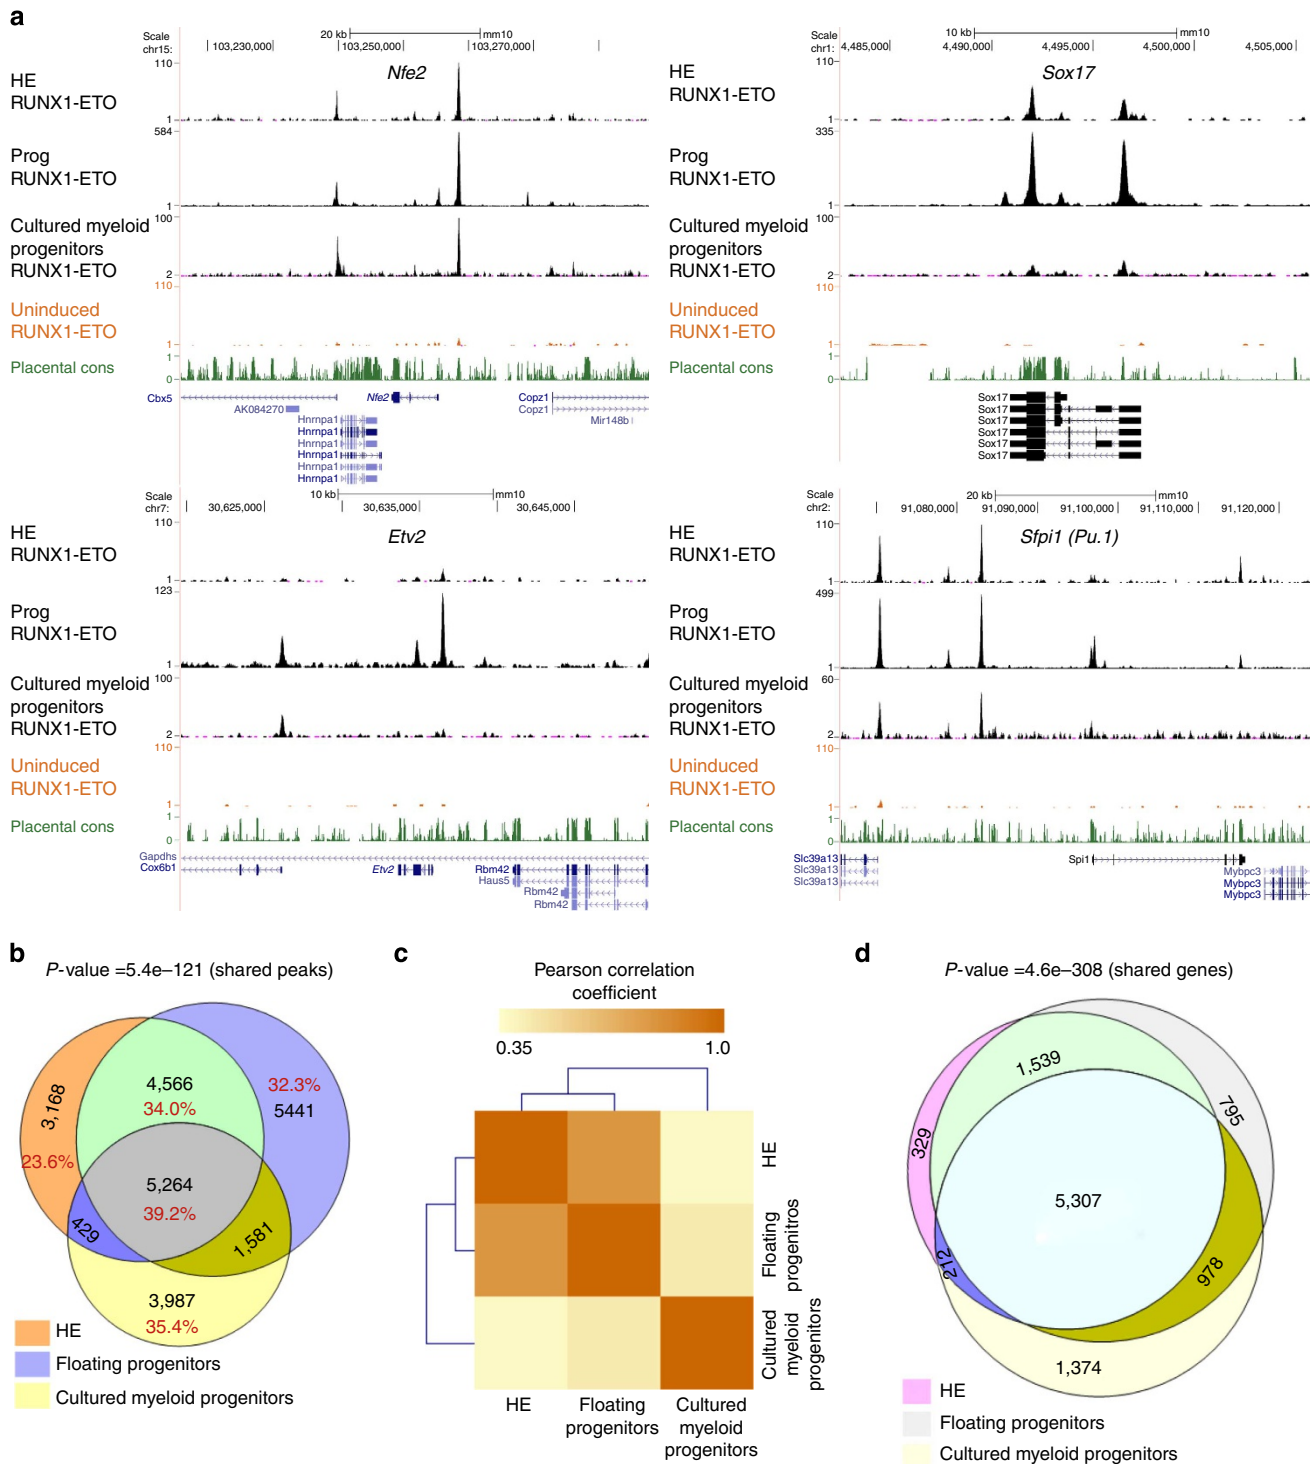 a
Scale
chr15:
20 kb
mm10
103,230,000
103,250,000
103,270,000
Nfe2
HE
RUNX1-ETO
110
1
Prog
RUNX1-ETO
584
1
Cultured myeloid
progenitors
RUNX1-ETO
100
2
Uninduced
RUNX1-ETO
110
1
Placental cons
1
0
Cbx5
Nfe2
Copz1
AK084270
Copz1
Hnrnpa1
Mir148b
Hnrnpa1
Hnrnpa1
Hnrnpa1
Hnrnpa1
Hnrnpa1
Scale
chr1:
10 kb
mm10
4,485,000
4,490,000
4,495,000
4,500,000
4,505,000
Sox17
HE
RUNX1-ETO
110
1
Prog
RUNX1-ETO
335
1
Cultured myeloid
progenitors
RUNX1-ETO
100
2
Uninduced
RUNX1-ETO
110
1
Placental cons
1
0
Sox17
Sox17
Sox17
Sox17
Sox17
Sox17
Scale
chr7:
10 kb
mm10
30,625,000
30,635,000
30,645,000
Etv2
HE
RUNX1-ETO
110
1
Prog
RUNX1-ETO
123
1
Cultured myeloid
progenitors
RUNX1-ETO
100
2
Uninduced
RUNX1-ETO
110
1
Placental cons
1
0
Gapdhs
Cox6b1
Etv2
Rbm42
Haus5
Rbm42
Rbm42
Scale
chr2:
20 kb
mm10
91,080,000
91,090,000
91,100,000
91,110,000
91,120,000
Sfpi1 (Pu.1)
HE
RUNX1-ETO
110
1
Prog
RUNX1-ETO
499
1
Cultured myeloid
progenitors
RUNX1-ETO
60
2
Uninduced
RUNX1-ETO
110
1
Placental cons
1
0
Slc39a13
Spi1
Slc39a13
Mybpc3
Slc39a13
Mybpc3
Mybpc3
b
P-value =5.4e–121 (shared peaks)
3,168
23.6%
4,566
34.0%
32.3%
5441
5,264
39.2%
429
1,581
3,987
35.4%
HE
Floating progenitors
Cultured myeloid progenitors
c
Pearson correlation
coefficient
0.35
1.0
HE
Floating
progenitros
Cultured
myeloid
progenitors
HE
Floating
progenitors
Cultured
myeloid
progenitors
d
P-value =4.6e–308 (shared genes)
1,539
795
329
5,307
212
978
1,374
HE
Floating progenitors
Cultured myeloid progenitors